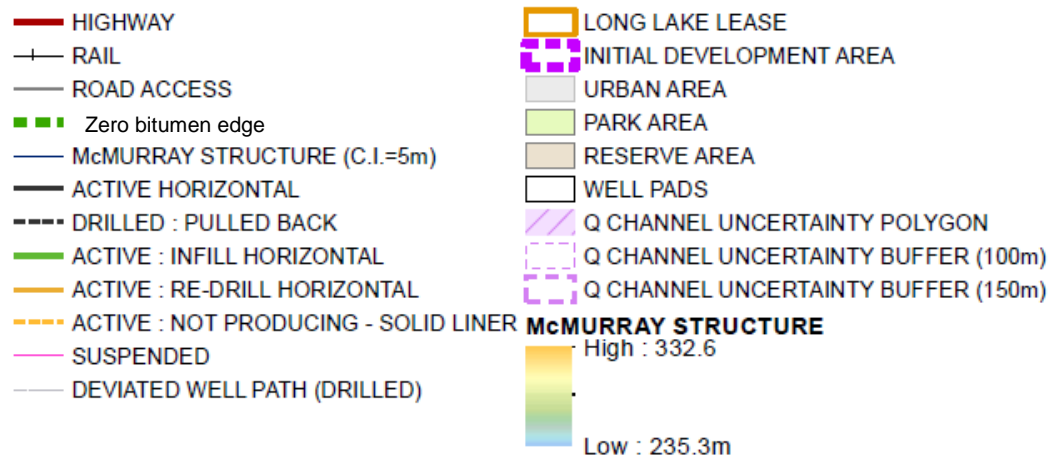 HIGHWAY
RAIL
ROAD ACCESS
Zero bitumen edge
McMURRAY STRUCTURE (C.I.=5m)
ACTIVE HORIZONTAL
DRILLED : PULLED BACK
ACTIVE : INFILL HORIZONTAL
ACTIVE : RE-DRILL HORIZONTAL
ACTIVE : NOT PRODUCING - SOLID LINER
SUSPENDED
DEVIATED WELL PATH (DRILLED)
LONG LAKE LEASE
INITIAL DEVELOPMENT AREA
URBAN AREA
PARK AREA
RESERVE AREA
WELL PADS
Q CHANNEL UNCERTAINTY POLYGON
Q CHANNEL UNCERTAINTY BUFFER (100m)
Q CHANNEL UNCERTAINTY BUFFER (150m)
McMURRAY STRUCTURE
High : 332.6
Low : 235.3m